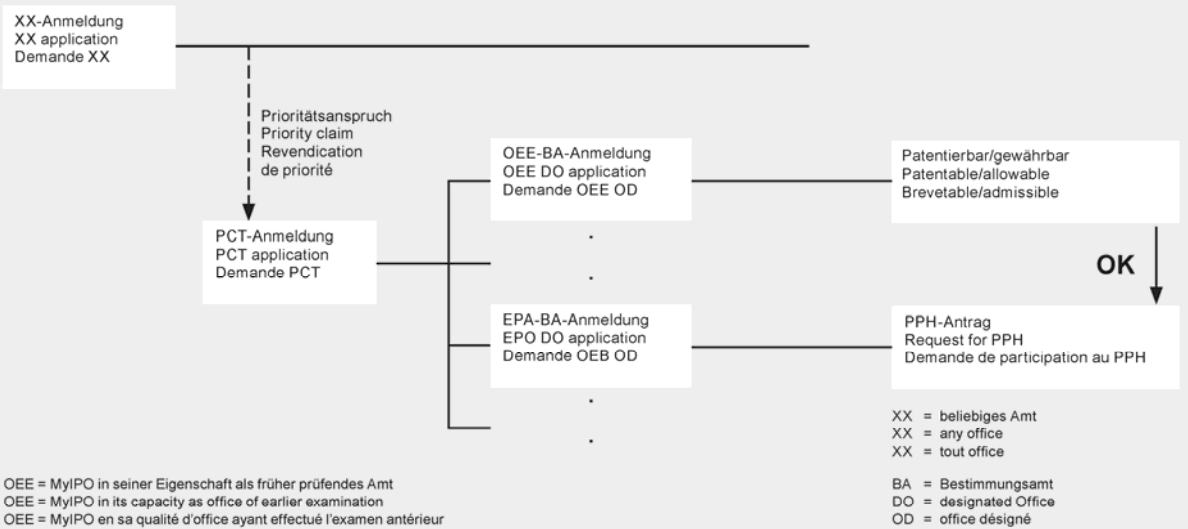 XX-Anmeldung
XX application
Demande XX
Prioritätsanspruch
Priority claim
Revendication
de priorité
PCT-Anmeldung
PCT application
Demande PCT
OEE-BA-Anmeldung
OEE DO application
Demande OEE OD
.
.
EPA-BA-Anmeldung
EPO DO application
Demande OEB OD
.
.
Patentierbar/gewährbar
Patentable/allowable
Brevetable/admissible
OK
PPH-Antrag
Request for PPH
Demande de participation au PPH
XX = beliebiges Amt
XX = any office
XX = tout office
BA = Bestimmungsamt
DO = designated Office
OD = office désigné
OEE = MyIPO in seiner Eigenschaft als früher prüfendes Amt
OEE = MyIPO in its capacity as office of earlier examination
OEE = MyIPO en sa qualité d'office ayant effectué l'examen antérieur